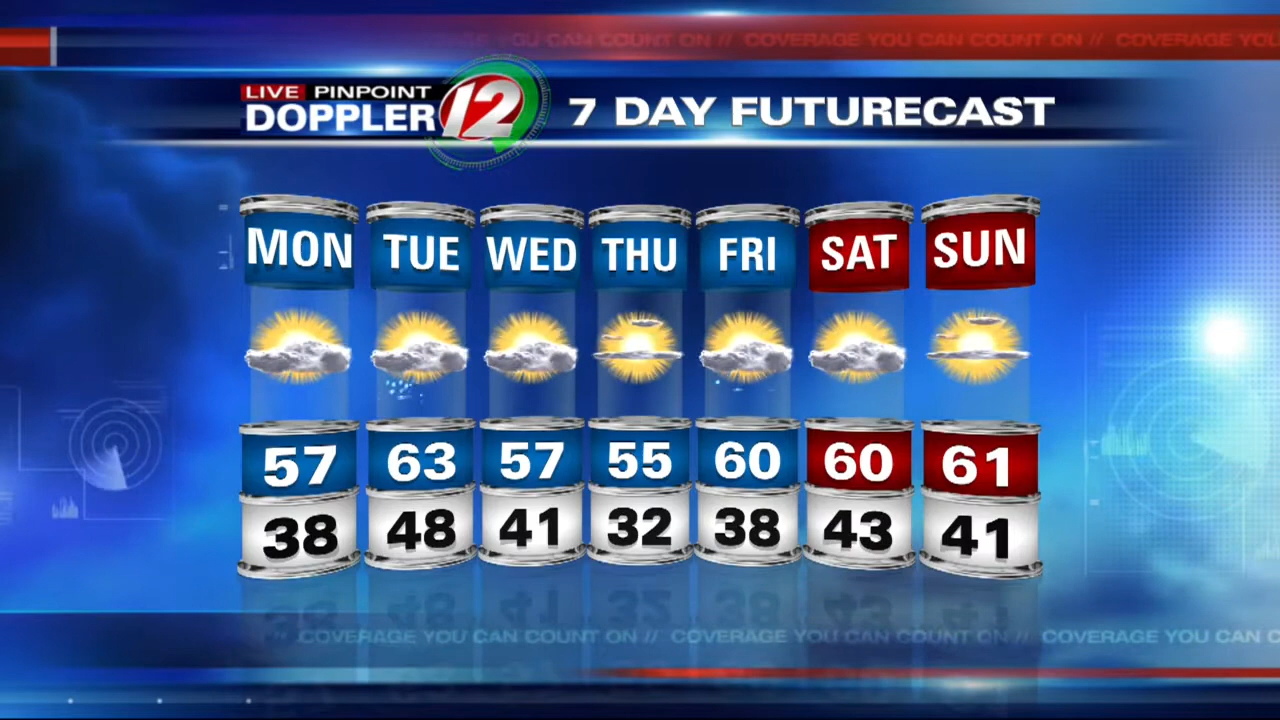 OU CAN COUNT ON // COVERAGE YOU CAN COUNT ON // COVERAGE YOU
LIVE PINPOINT
DOPPLER 12
7 DAY FUTURECAST
MON TUE WED THU FRI SAT SUN
57 63 57 55 60 60 61
38 48 41 32 38 43 41
COVERAGE YOU CAN COUNT ON // COVERAGE YOU CAN COUNT ON // COVERAGE YOU CAN C